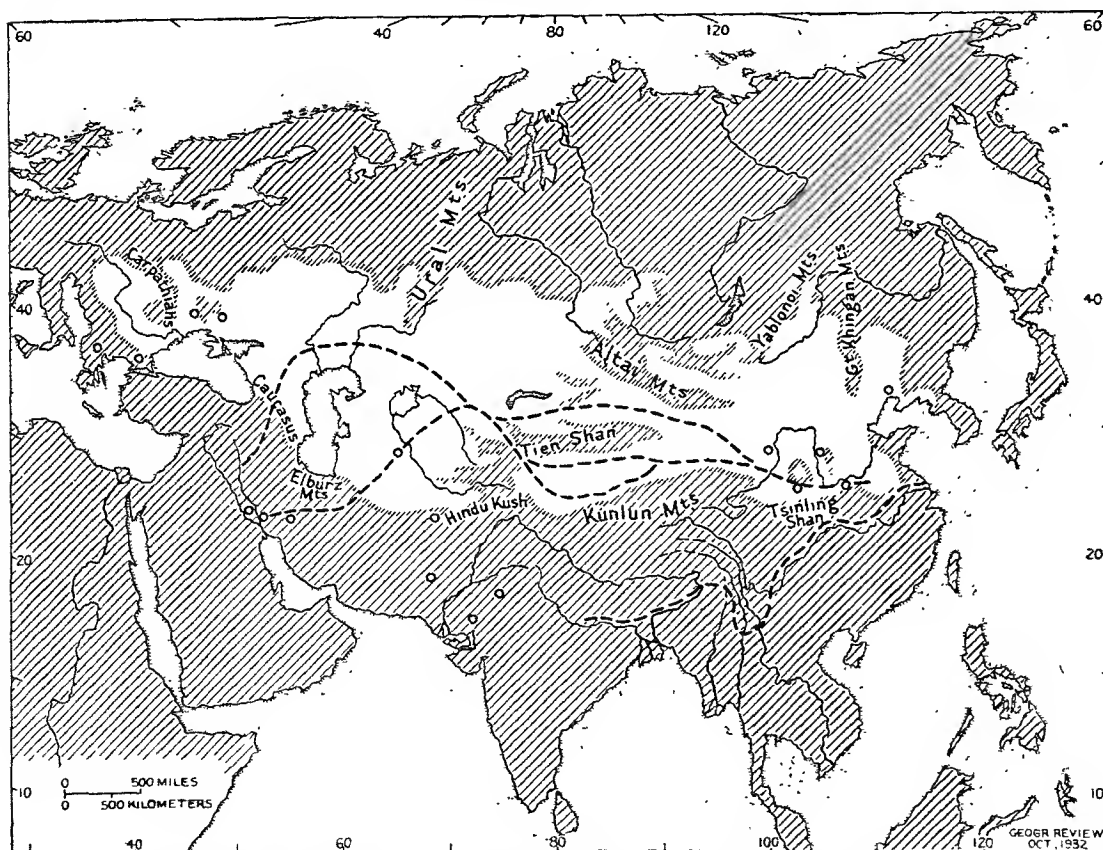 60
40
120
60
Ural Mts.
Carpathians
Yablonoi Mts
Gt Khingan Mts.
40
40
Altai Mts
Caucasus
Tien Shan
Elburz
Mts
Hindu Kush
Kunlun Mts
Tsinling
Shan
20
20
0 500 MILES
0 500 KILOMETERS
10
10
40
60
80
100
120
GEOGR REVIEW
OCT, 1932